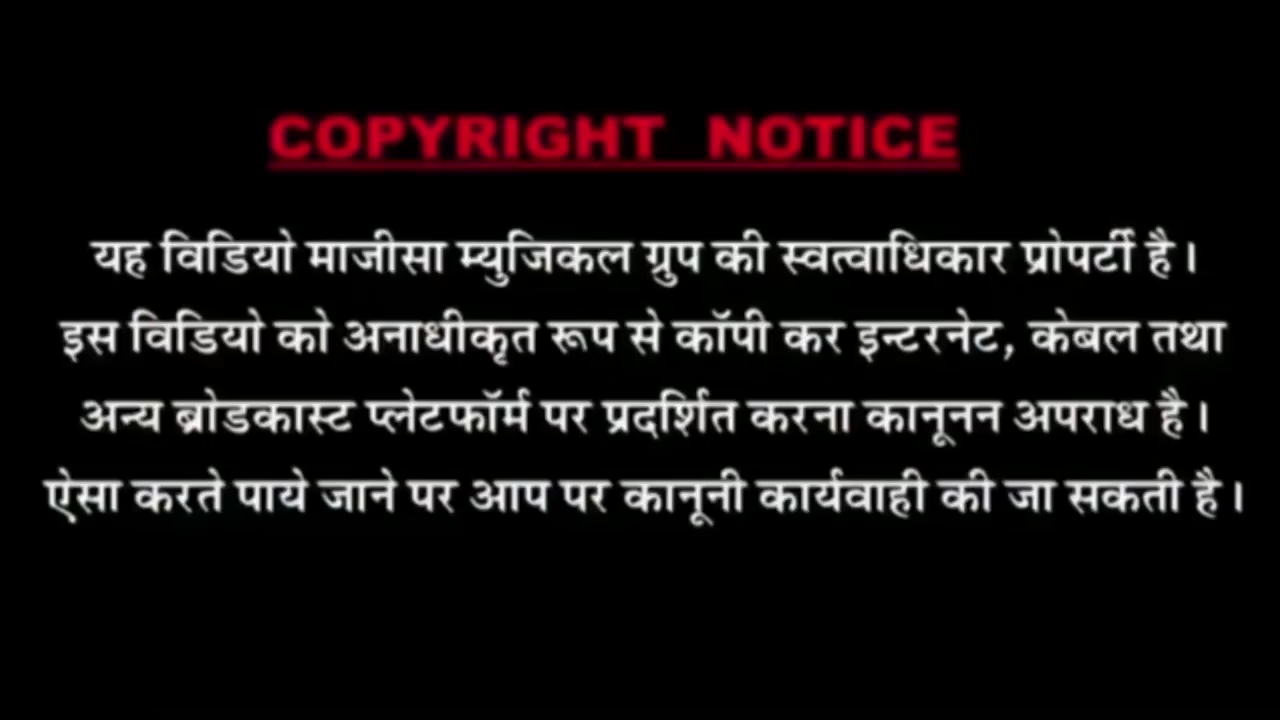 COPYRIGHT NOTICE
यह विडियो माजीसा म्युजिकल ग्रुप की स्वत्वाधिकार प्रोपर्टी है।
इस विडियो को अनाधीकृत रूप से कॉपी कर इन्टरनेट, केबल तथा
अन्य ब्रोडकास्ट प्लेटफॉर्म पर प्रदर्शित करना कानूनन अपराध है।
ऐसा करते पाये जाने पर आप पर कानूनी कार्यवाही की जा सकती है।